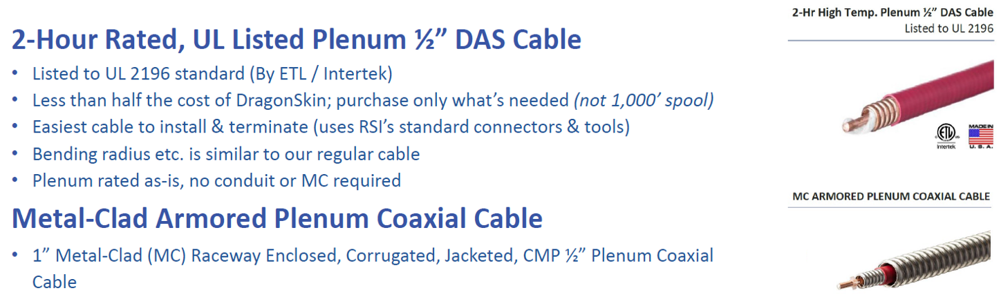 2-Hour Rated, UL Listed Plenum ½” DAS Cable
• Listed to UL 2196 standard (By ETL / Intertek)
• Less than half the cost of DragonSkin; purchase only what’s needed (not 1,000’ spool)
• Easiest cable to install & terminate (uses RSI’s standard connectors & tools)
• Bending radius etc. is similar to our regular cable
• Plenum rated as-is, no conduit or MC required
Metal-Clad Armored Plenum Coaxial Cable
• 1” Metal-Clad (MC) Raceway Enclosed, Corrugated, Jacketed, CMP ½” Plenum Coaxial
Cable
2-Hr High Temp. Plenum ½” DAS Cable
Listed to UL 2196
ETL
Intertek
MADE IN
U.S.A.
MC ARMORED PLENUM COAXIAL CABLE